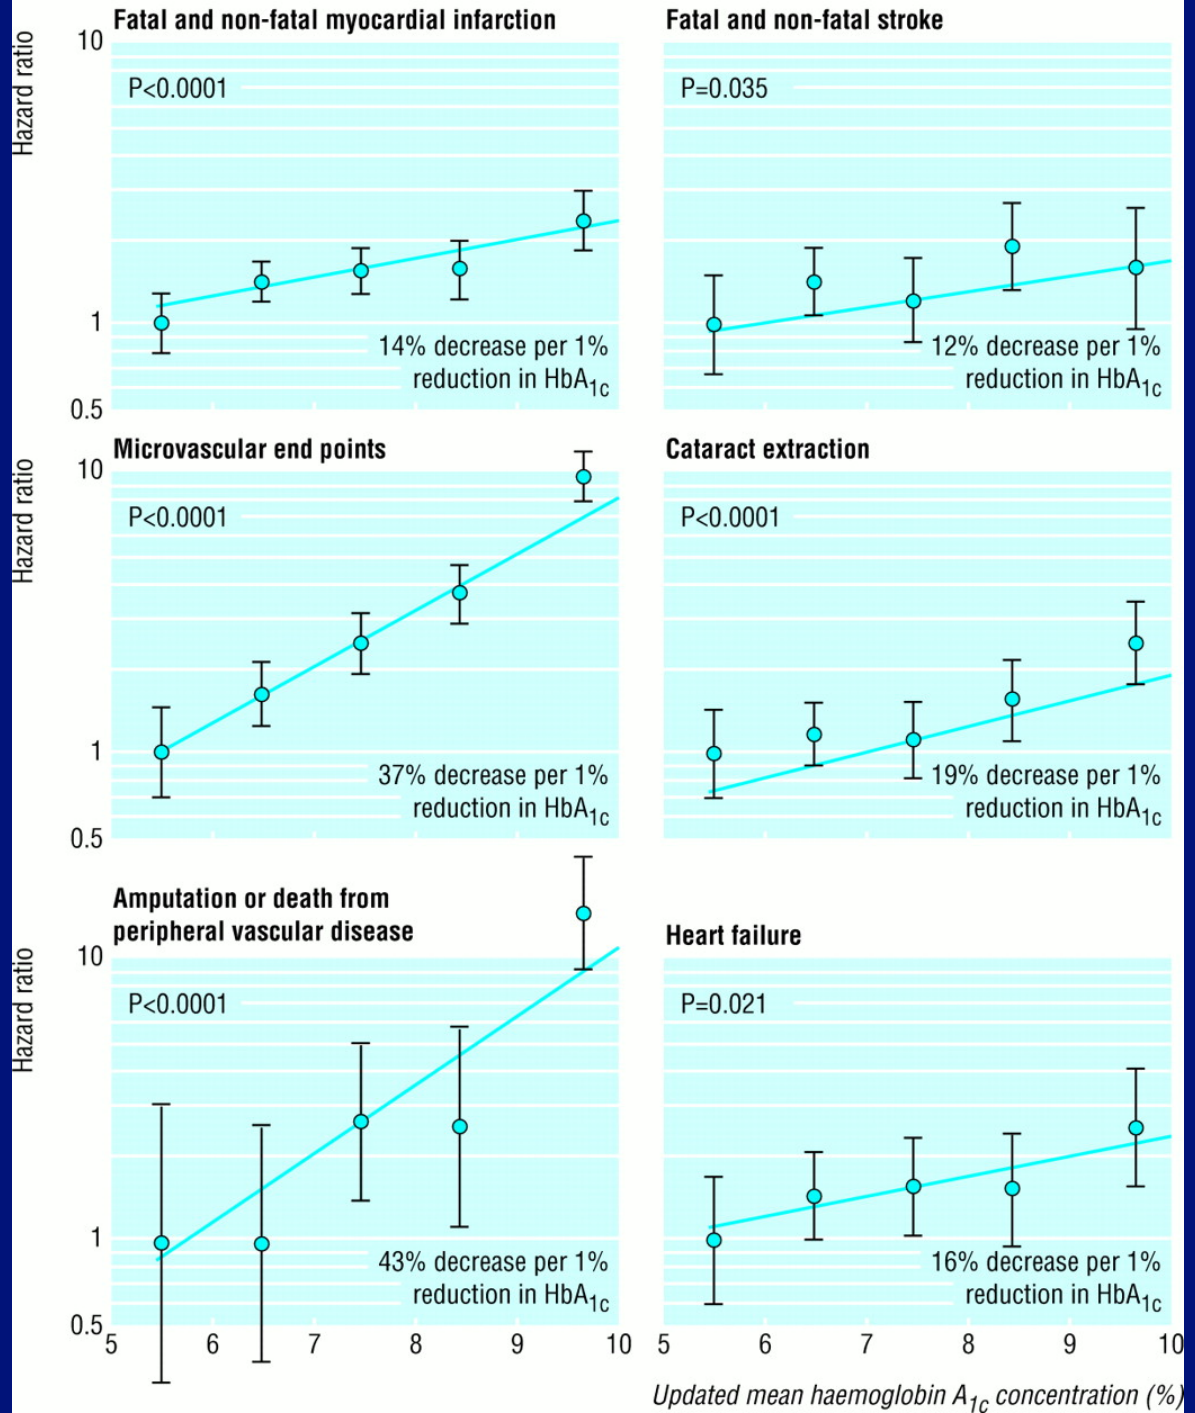 Fatal and non-fatal myocardial infarction
Fatal and non-fatal stroke
Hazard ratio
10
1
0.5
P<0.0001
14% decrease per 1%
reduction in HbA1c
P=0.035
12% decrease per 1%
reduction in HbA1c
Microvascular end points
Cataract extraction
Hazard ratio
10
1
0.5
P<0.0001
37% decrease per 1%
reduction in HbA1c
P<0.0001
19% decrease per 1%
reduction in HbA1c
Amputation or death from
peripheral vascular disease
Heart failure
Hazard ratio
10
1
0.5
P<0.0001
43% decrease per 1%
reduction in HbA1c
P=0.021
16% decrease per 1%
reduction in HbA1c
5 6 7 8 9 10
5 6 7 8 9 10
Updated mean haemoglobin A1c concentration (%)